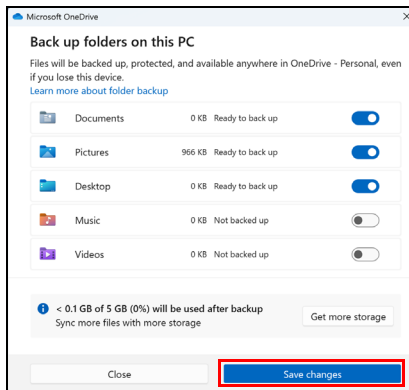 Microsoft OneDrive
Back up folders on this PC
Files will be backed up, protected, and available anywhere in OneDrive - Personal, even
if you lose this device.
Learn more about folder backup
Documents 0 KB Ready to back up
Pictures 966 KB Ready to back up
Desktop 0 KB Ready to back up
Music 0 KB Not backed up
Videos 0 KB Not backed up
< 0.1 GB of 5 GB (0%) will be used after backup
Sync more files with more storage
Get more storage
Close Save changes